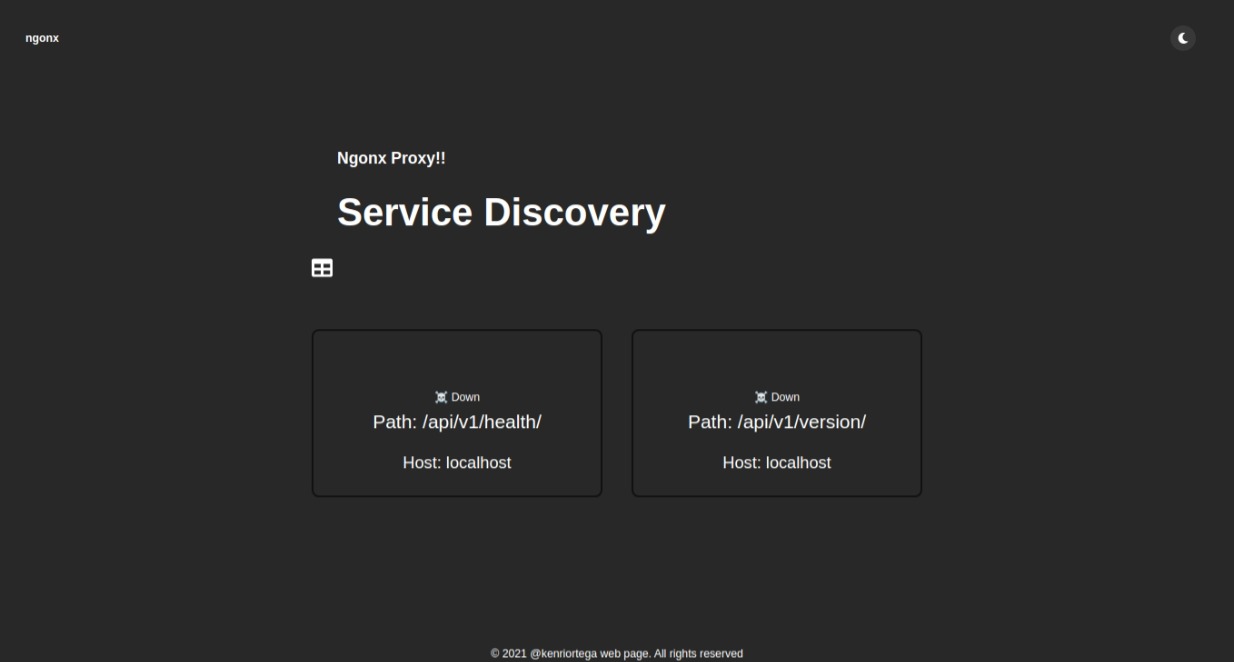 ngonx
Ngonx Proxy!!
Service Discovery
☠️ Down
Path: /api/v1/health/
Host: localhost
☠️ Down
Path: /api/v1/version/
Host: localhost
© 2021 @kenriortega web page. All rights reserved